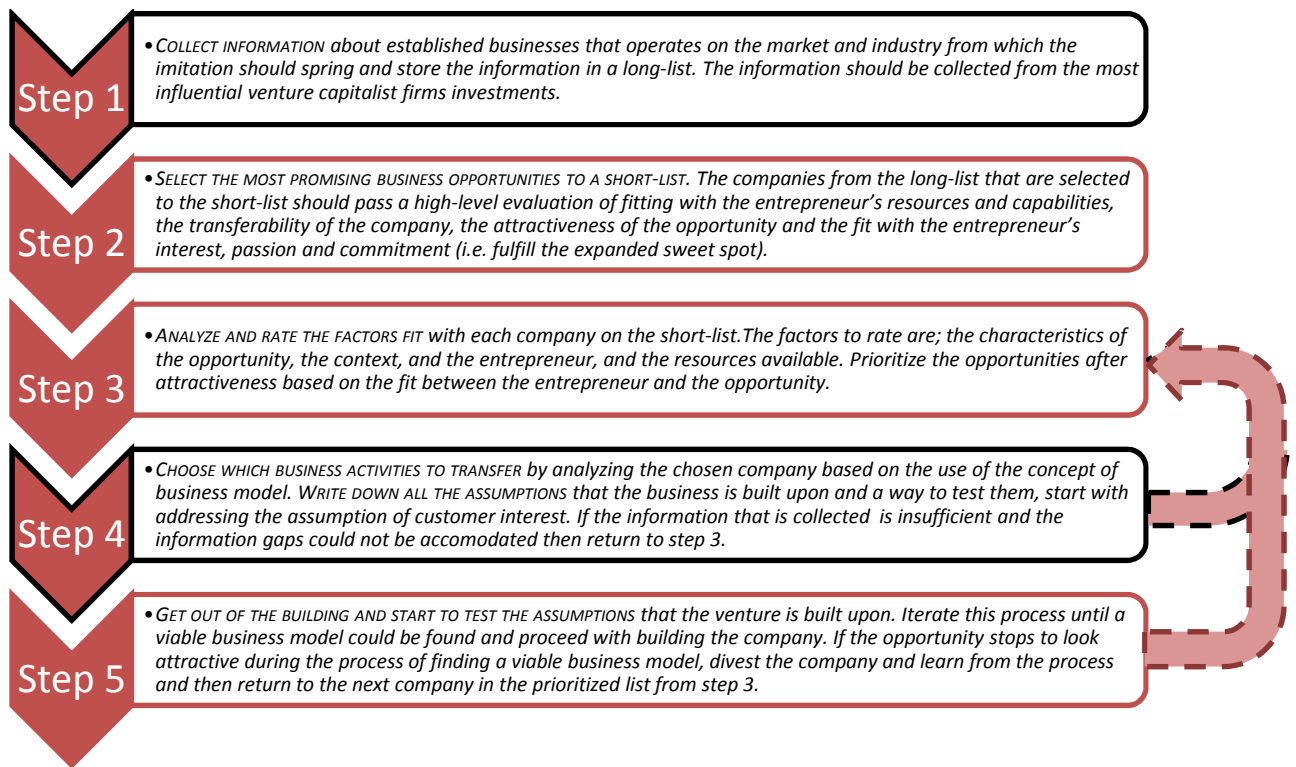 Step 1
•COLLECT INFORMATION about established businesses that operates on the market and industry from which the
imitation should spring and store the information in a long-list. The information should be collected from the most
influential venture capitalist firms investments.
Step 2
•SELECT THE MOST PROMISING BUSINESS OPPORTUNITIES TO A SHORT-LIST. The companies from the long-list that are selected
to the short-list should pass a high-level evaluation of fitting with the entrepreneur's resources and capabilities,
the transferability of the company, the attractiveness of the opportunity and the fit with the entrepreneur's
interest, passion and commitment (i.e. fulfill the expanded sweet spot).
Step 3
•ANALYZE AND RATE THE FACTORS FIT with each company on the short-list.The factors to rate are; the characteristics of
the opportunity, the context, and the entrepreneur, and the resources available. Prioritize the opportunities after
attractiveness based on the fit between the entrepreneur and the opportunity.
Step 4
•CHOOSE WHICH BUSINESS ACTIVITIES TO TRANSFER by analyzing the chosen company based on the use of the concept of
business model. WRITE DOWN ALL THE ASSUMPTIONS that the business is built upon and a way to test them, start with
addressing the assumption of customer interest. If the information that is collected is insufficient and the
information gaps could not be accomodated then return to step 3.
Step 5
•GET OUT OF THE BUILDING AND START TO TEST THE ASSUMPTIONS that the venture is built upon. Iterate this process until a
viable business model could be found and proceed with building the company. If the opportunity stops to look
attractive during the process of finding a viable business model, divest the company and learn from the process
and then return to the next company in the prioritized list from step 3.